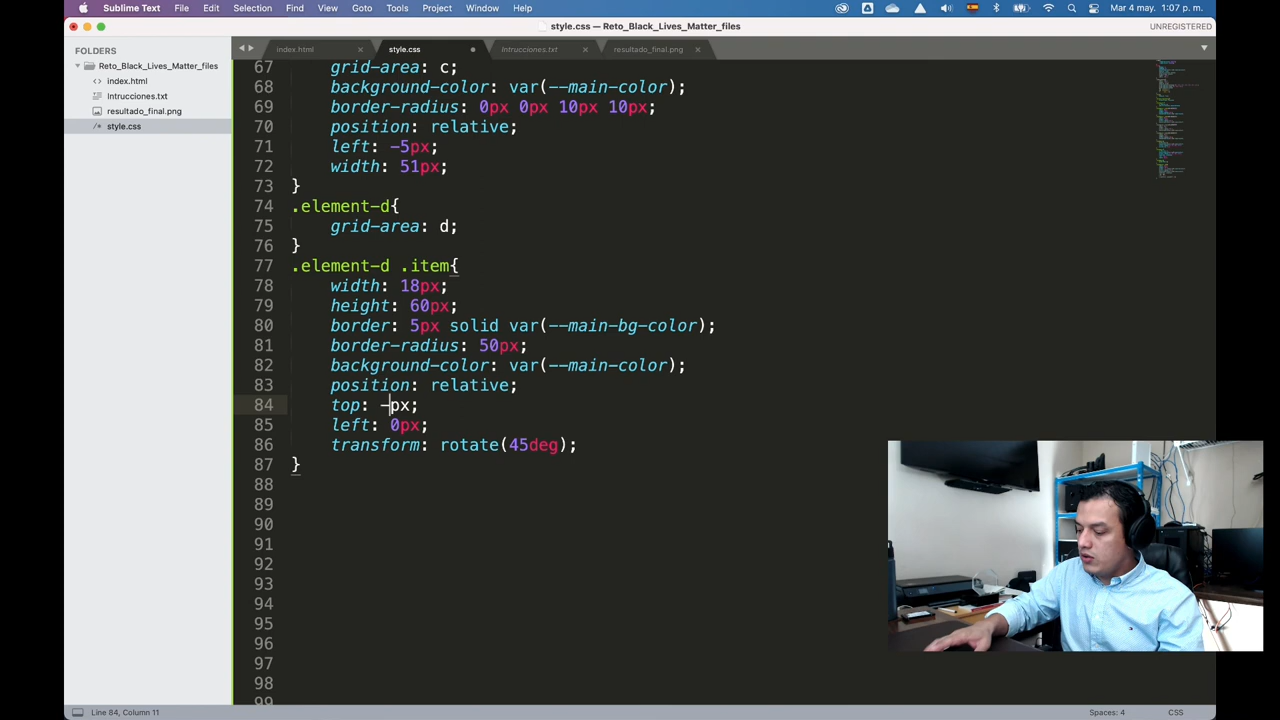 Sublime Text File Edit Selection Find View Goto Tools Project Window Help Mar 4 may. 1:07 p. m.
style.css — Reto_Black_Lives_Matter_files UNREGISTERED
FOLDERS
Reto_Black_Lives_Matter_files
index.html
Intrucciones.txt
resultado_final.png
style.css
index.html style.css Intrucciones.txt resultado_final.png
67 grid-area: c;
68 background-color: var(--main-color);
69 border-radius: 0px 0px 10px 10px;
70 position: relative;
71 left: -5px;
72 width: 51px;
73 }
74 .element-d{
75 grid-area: d;
76 }
77 .element-d .item{
78 width: 18px;
79 height: 60px;
80 border: 5px solid var(--main-bg-color);
81 border-radius: 50px;
82 background-color: var(--main-color);
83 position: relative;
84 top: -px;
85 left: 0px;
86 transform: rotate(45deg);
87 }
88
89
90
91
92
93
94
95
96
97
98
99
Line 84, Column 11 Spaces: 4 CSS